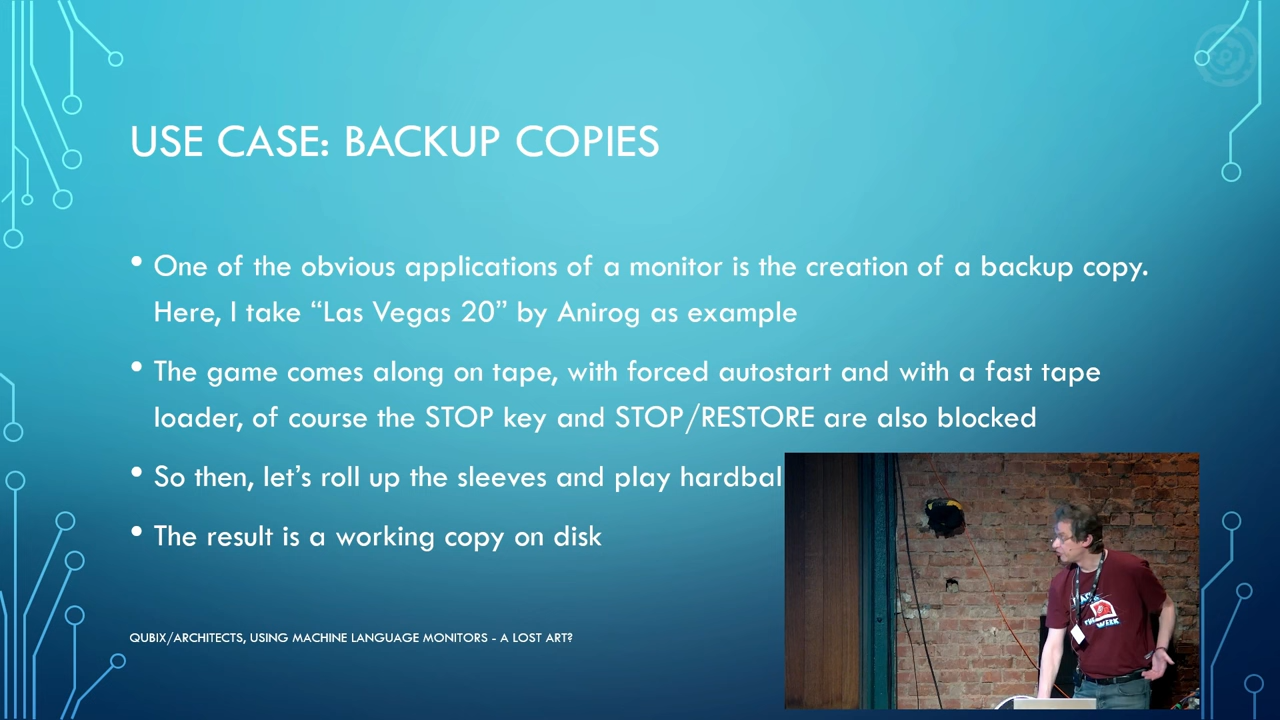 USE CASE: BACKUP COPIES
• One of the obvious applications of a monitor is the creation of a backup copy.
Here, I take “Las Vegas 20” by Anirog as example
• The game comes along on tape, with forced autostart and with a fast tape
loader, of course the STOP key and STOP/RESTORE are also blocked
• So then, let’s roll up the sleeves and play hardbal
• The result is a working copy on disk
QUBIX/ARCHITECTS, USING MACHINE LANGUAGE MONITORS - A LOST ART?